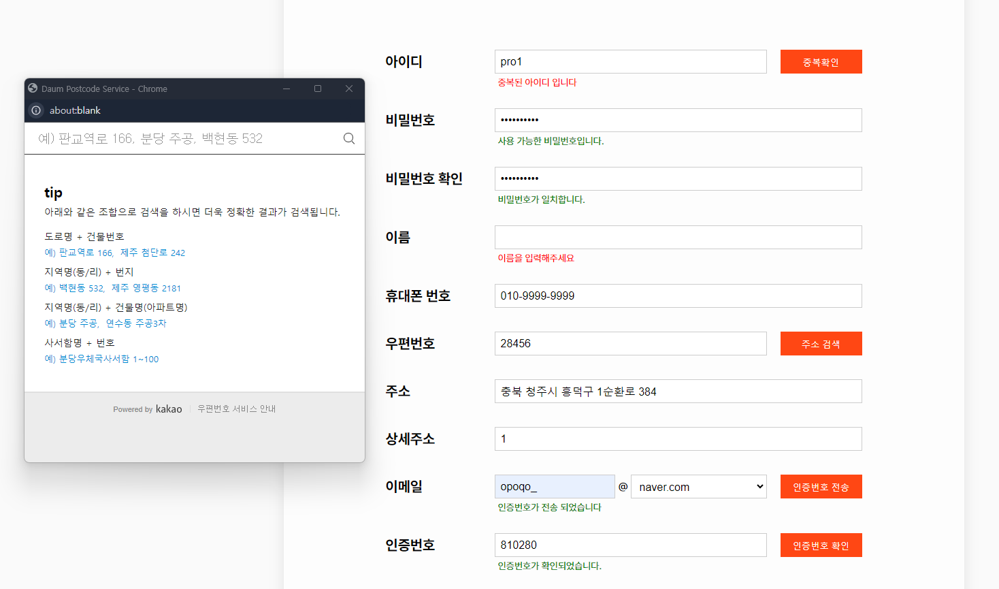 Daum Postcode Service - Chrome
about:blank
예) 판교역로 166, 분당 주공, 백현동 532
tip
아래와 같은 조합으로 검색을 하시면 더욱 정확한 결과가 검색됩니다.
도로명 + 건물번호
예) 판교역로 166, 제주 첨단로 242
지역명(동/리) + 번지
예) 백현동 532, 제주 영평동 2181
지역명(동/리) + 건물명(아파트명)
예) 분당 주공, 연수동 주공3차
사서함명 + 번호
예) 분당우체국사서함 1~100
Powered by kakao 우편번호 서비스 안내
아이디 pro1 중복확인
중복된 아이디 입니다
비밀번호 ••••••••••
사용 가능한 비밀번호입니다.
비밀번호 확인 ••••••••••
비밀번호가 일치합니다.
이름
이름을 입력해주세요
휴대폰 번호 010-9999-9999
우편번호 28456 주소 검색
주소 충북 청주시 흥덕구 1순환로 384
상세주소 1
이메일 opoqo_ @ naver.com 인증번호 전송
인증번호가 전송 되었습니다
인증번호 810280 인증번호 확인
인증번호가 확인되었습니다.